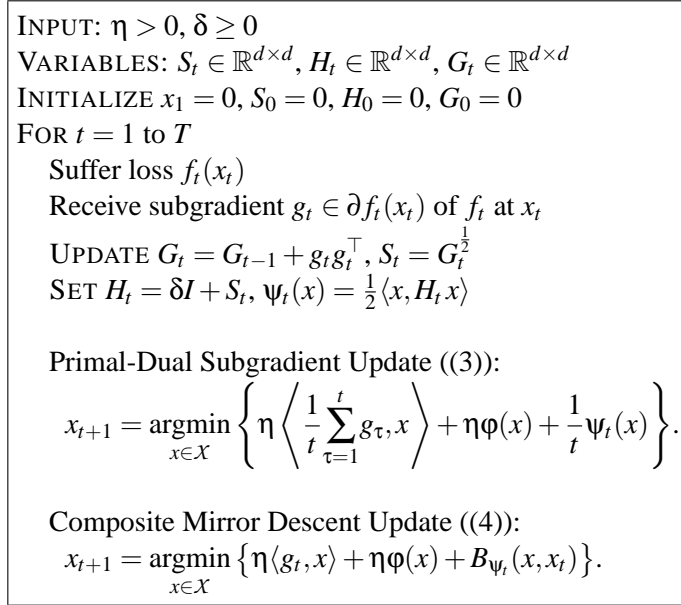 INPUT: η > 0, δ ≥ 0
VARIABLES: S_t ∈ ℝ^{d×d}, H_t ∈ ℝ^{d×d}, G_t ∈ ℝ^{d×d}
INITIALIZE x_1 = 0, S_0 = 0, H_0 = 0, G_0 = 0
FOR t = 1 to T
Suffer loss f_t(x_t)
Receive subgradient g_t ∈ ∂f_t(x_t) of f_t at x_t
UPDATE G_t = G_{t−1} + g_t g_t^⊤, S_t = G_t^{1/2}
SET H_t = δI + S_t, ψ_t(x) = 1/2 ⟨x, H_t x⟩
Primal-Dual Subgradient Update ((3)):
x_{t+1} = argmin_{x∈X} { η ⟨ 1/t ∑_{τ=1}^{t} g_τ, x ⟩ + ηφ(x) + 1/t ψ_t(x) }.
Composite Mirror Descent Update ((4)):
x_{t+1} = argmin_{x∈X} { η⟨g_t, x⟩ + ηφ(x) + B_{ψ_t}(x, x_t) }.